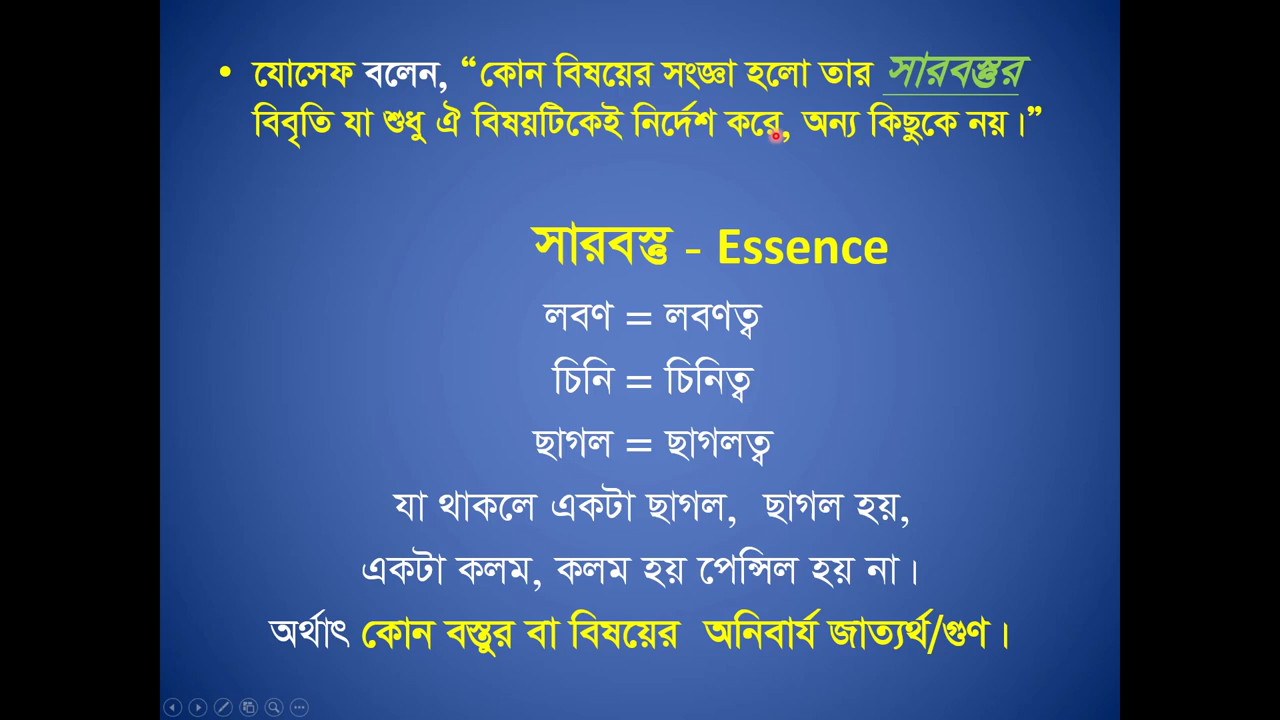 • যোসেফ বলেন, “কোন বিষয়ের সংজ্ঞা হলো তার সারবস্তুর
বিবৃতি যা শুধু ঐ বিষয়টিকেই নির্দেশ করে, অন্য কিছুকে নয়।”
সারবস্তু - Essence
লবণ = লবণত্ব
চিনি = চিনিত্ব
ছাগল = ছাগলত্ব
যা থাকলে একটা ছাগল, ছাগল হয়,
একটা কলম, কলম হয় পেন্সিল হয় না।
অর্থাৎ কোন বস্তুর বা বিষয়ের অনিবার্য জাত্যর্থ/গুণ।